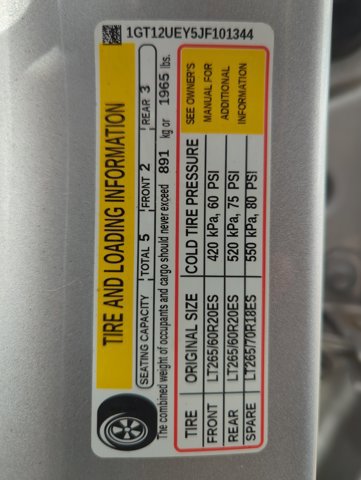 1GT12UEY5JF101344
TIRE AND LOADING INFORMATION
SEATING CAPACITY TOTAL 5 FRONT 2 REAR 3
The combined weight of occupants and cargo should never exceed 891 kg or 1965 lbs.
TIRE ORIGINAL SIZE COLD TIRE PRESSURE
FRONT LT265/60R20ES 420 kPa, 60 PSI
REAR LT265/60R20ES 520 kPa, 75 PSI
SPARE LT265/70R18ES 550 kPa, 80 PSI
SEE OWNER'S
MANUAL FOR
ADDITIONAL
INFORMATION